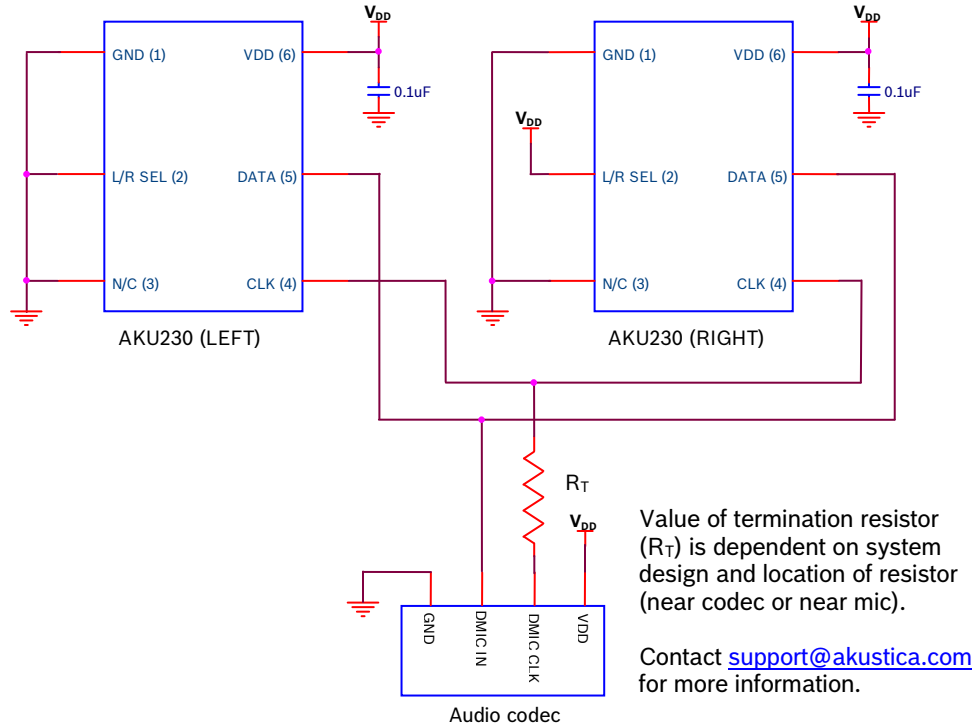 VDD
VDD
GND (1)
VDD (6)
0.1uF
L/R SEL (2)
DATA (5)
N/C (3)
CLK (4)
AKU230 (LEFT)
GND (1)
VDD (6)
0.1uF
VDD
L/R SEL (2)
DATA (5)
N/C (3)
CLK (4)
AKU230 (RIGHT)
RT
VDD
GND
DMIC IN
DMIC CLK
VDD
Audio codec
Value of termination resistor
(RT) is dependent on system
design and location of resistor
(near codec or near mic).
Contact support@akustica.com
for more information.